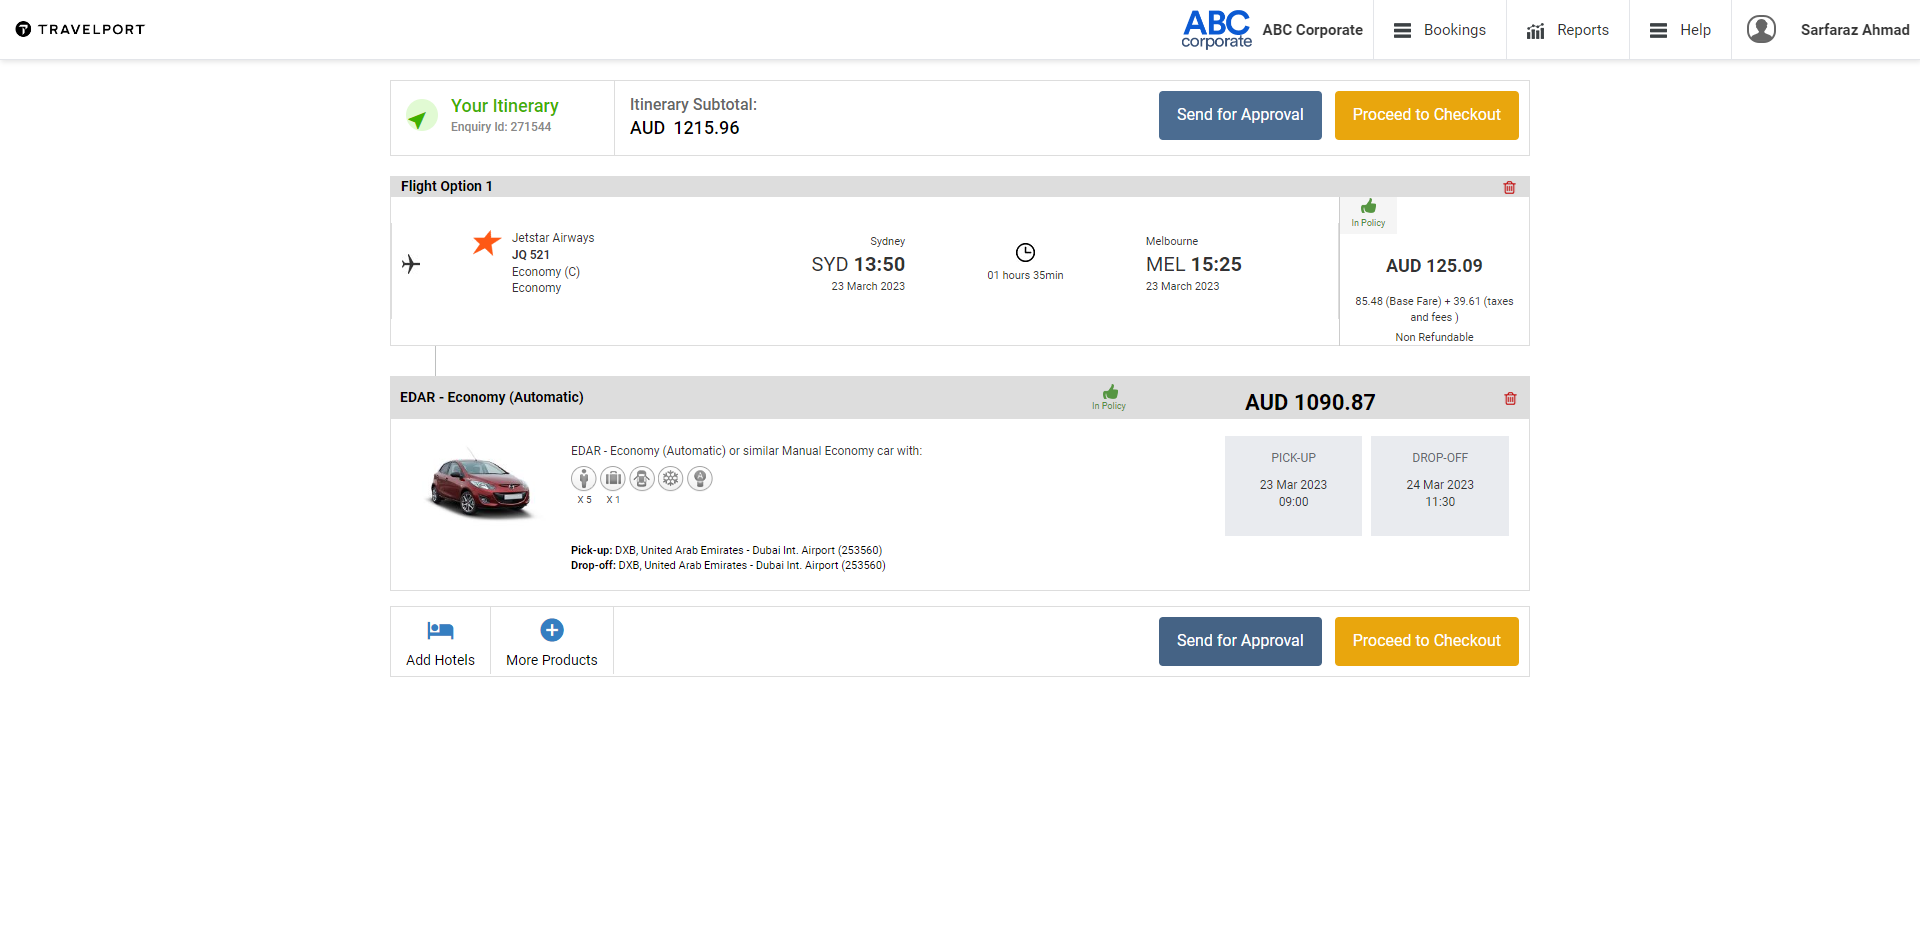 TRAVELPORT
ABC
corporate
ABC Corporate
Bookings
Reports
Help
Sarfaraz Ahmad
Your Itinerary
Enquiry Id: 271544
Itinerary Subtotal:
AUD 1215.96
Send for Approval
Proceed to Checkout
Flight Option 1
Jetstar Airways
JQ 521
Economy (C)
Economy
Sydney
SYD 13:50
23 March 2023
01 hours 35min
Melbourne
MEL 15:25
23 March 2023
In Policy
AUD 125.09
85.48 (Base Fare) + 39.61 (taxes
and fees )
Non Refundable
EDAR - Economy (Automatic)
In Policy
AUD 1090.87
EDAR - Economy (Automatic) or similar Manual Economy car with:
X 5
X 1
Pick-up: DXB, United Arab Emirates - Dubai Int. Airport (253560)
Drop-off: DXB, United Arab Emirates - Dubai Int. Airport (253560)
PICK-UP
23 Mar 2023
09:00
DROP-OFF
24 Mar 2023
11:30
Add Hotels
More Products
Send for Approval
Proceed to Checkout